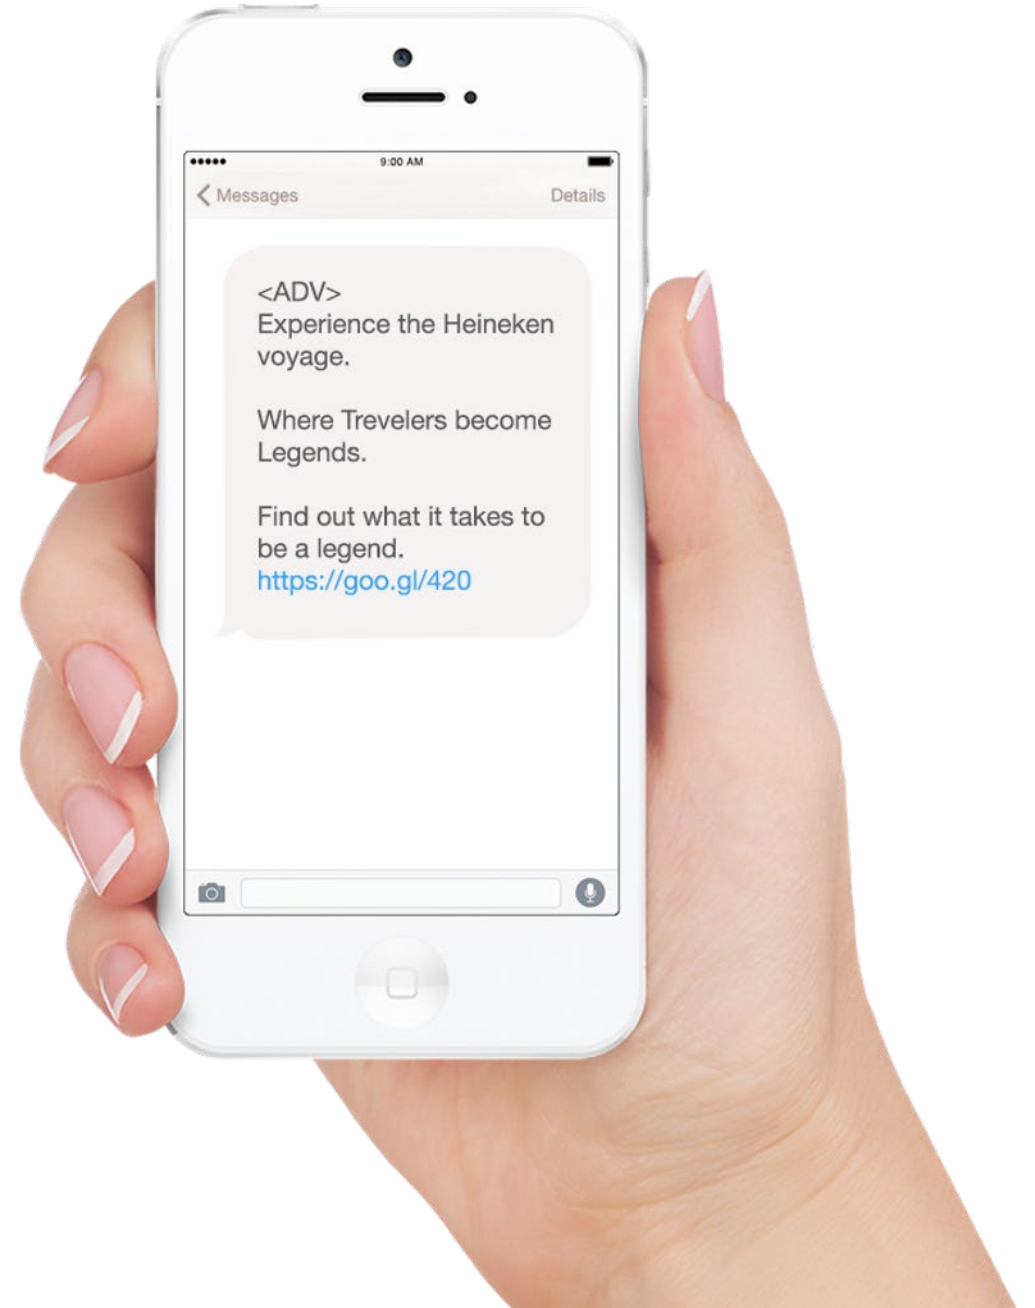 9:00 AM
Messages
Details
<ADV>
Experience the Heineken
voyage.
Where Trevelers become
Legends.
Find out what it takes to
be a legend.
https://goo.gl/420